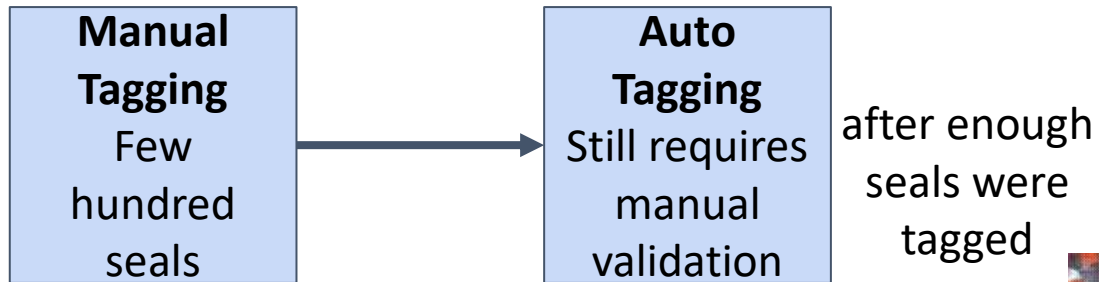 Manual
Tagging
Few
hundred
seals
Auto
Tagging
Still requires
manual
validation
after enough
seals were
tagged